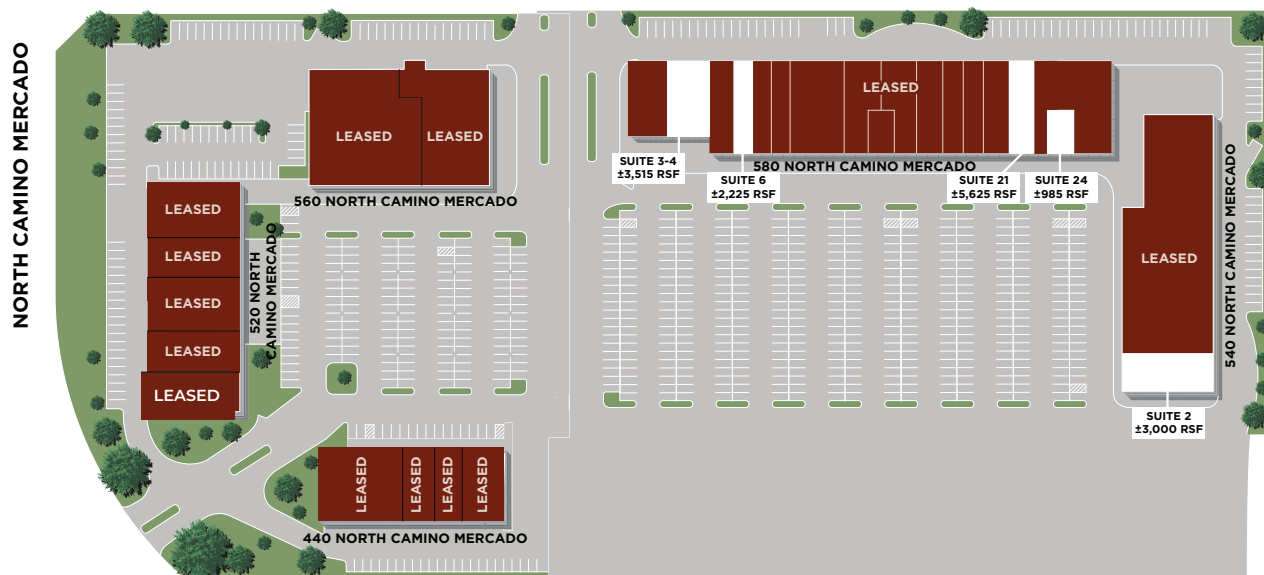 NORTH CAMINO MERCADO
LEASED
LEASED
560 NORTH CAMINO MERCADO
LEASED
SUITE 3-4
±3,515 RSF
SUITE 6
±2,225 RSF
580 NORTH CAMINO MERCADO
SUITE 21
±5,625 RSF
SUITE 24
±985 RSF
LEASED
LEASED
LEASED
LEASED
LEASED
520 NORTH
CAMINO MERCADO
LEASED
540 NORTH CAMINO MERCADO
SUITE 2
±3,000 RSF
LEASED
LEASED
LEASED
LEASED
440 NORTH CAMINO MERCADO